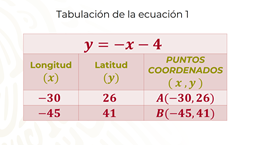 Tabulación de la ecuación 1
y = −x − 4
Longitud (x) Latitud (y) PUNTOS COORDENADOS (x, y)
−30 26 A(−30, 26)
−45 41 B(−45, 41)